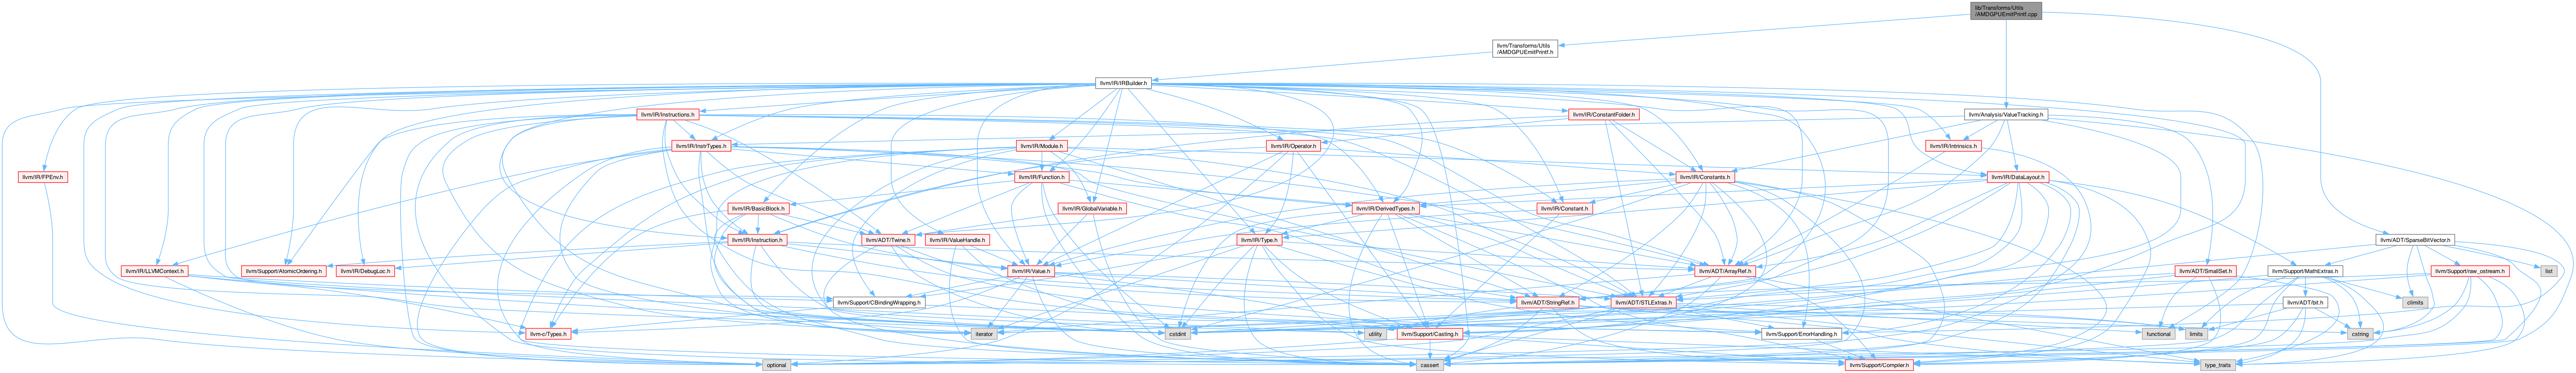 lib/Transforms/Utils
/AMDGPUEmitPrintf.cpp
llvm/Transforms/Utils
/AMDGPUEmitPrintf.h
llvm/IR/IRBuilder.h
llvm/IR/Instructions.h
llvm/IR/ConstantFolder.h
llvm/Analysis/ValueTracking.h
llvm/IR/InstrTypes.h
llvm/IR/Module.h
llvm/IR/Operator.h
llvm/IR/Intrinsics.h
llvm/IR/FPEnv.h
llvm/IR/Function.h
llvm/IR/Constants.h
llvm/IR/DataLayout.h
llvm/IR/BasicBlock.h
llvm/IR/GlobalVariable.h
llvm/IR/DerivedTypes.h
llvm/IR/Constant.h
llvm/IR/Instruction.h
llvm/ADT/Twine.h
llvm/IR/ValueHandle.h
llvm/IR/Type.h
llvm/ADT/SparseBitVector.h
llvm/IR/LLVMContext.h
llvm/Support/AtomicOrdering.h
llvm/IR/DebugLoc.h
llvm/IR/Value.h
llvm/ADT/ArrayRef.h
llvm/ADT/SmallSet.h
llvm/Support/MathExtras.h
llvm/Support/raw_ostream.h
list
llvm/Support/CBindingWrapping.h
llvm/ADT/StringRef.h
llvm/ADT/STLExtras.h
llvm/ADT/bit.h
climits
llvm-c/Types.h
iterator
cstdint
utility
llvm/Support/Casting.h
llvm/Support/ErrorHandling.h
functional
limits
cstring
optional
cassert
llvm/Support/Compiler.h
type_traits